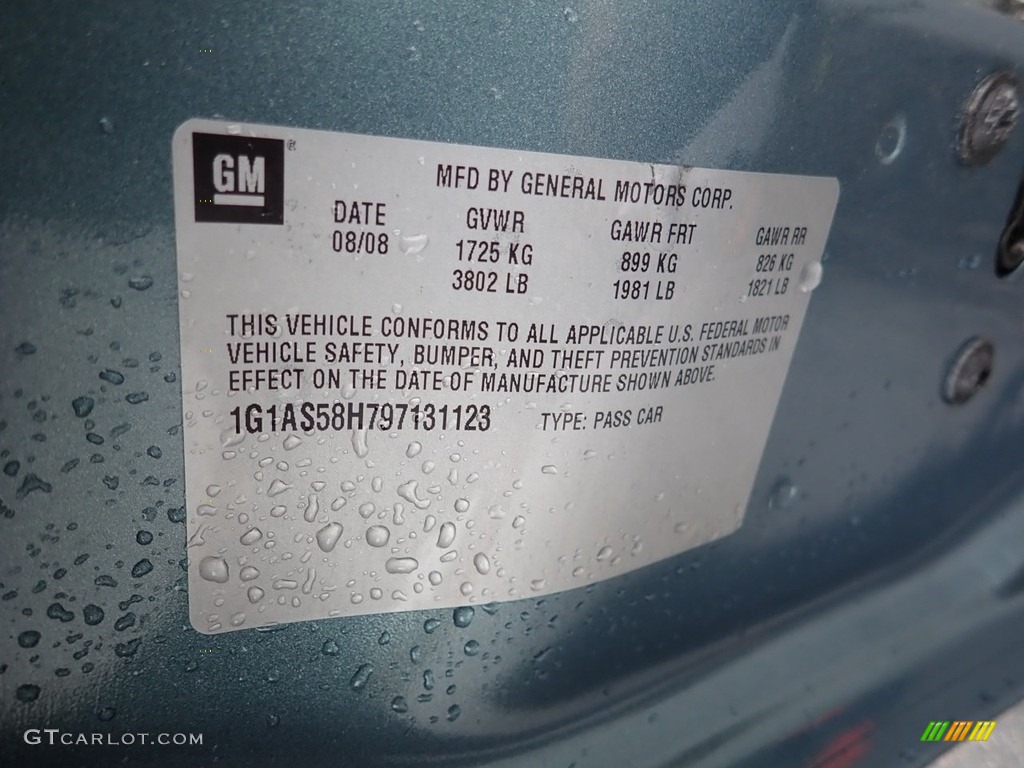 GM®
MFD BY GENERAL MOTORS CORP.
DATE GVWR GAWR FRT GAWR RR
08/08 1725 KG 899 KG 826 KG
3802 LB 1981 LB 1821 LB
THIS VEHICLE CONFORMS TO ALL APPLICABLE U.S. FEDERAL MOTOR
VEHICLE SAFETY, BUMPER, AND THEFT PREVENTION STANDARDS IN
EFFECT ON THE DATE OF MANUFACTURE SHOWN ABOVE.
1G1AS58H797131123 TYPE: PASS CAR
GTCARLOT.COM